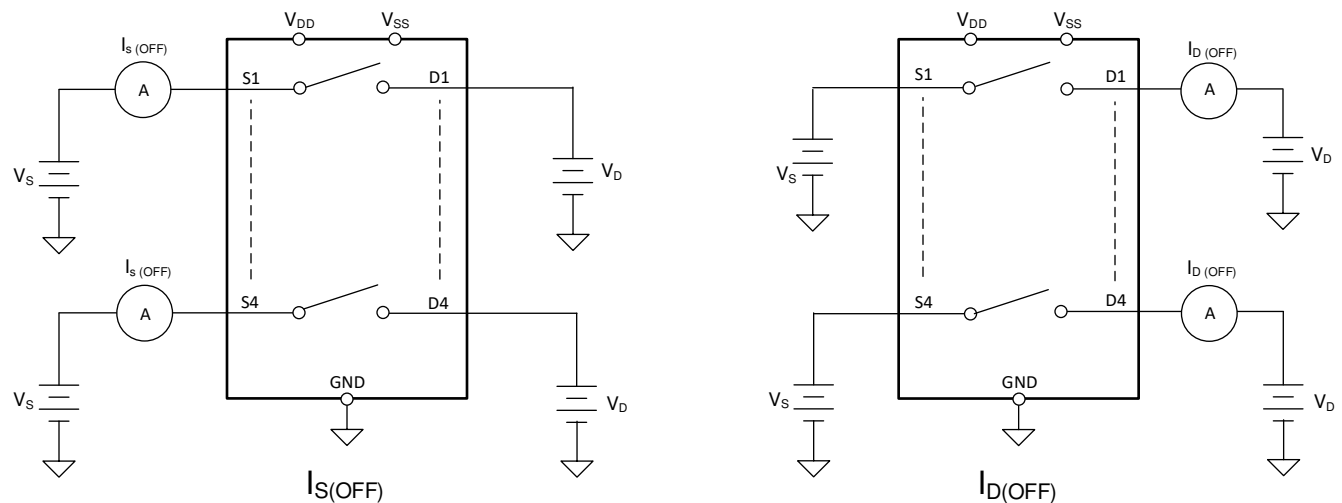 V_DD V_SS
I_s (OFF)
A
S1 D1
V_S
V_D
I_s (OFF)
A
S4 D4
V_S
V_D
GND
I_S(OFF)
V_DD V_SS
I_D (OFF)
S1 D1
A
V_S
V_D
I_D (OFF)
S4 D4
A
V_S
V_D
GND
I_D(OFF)